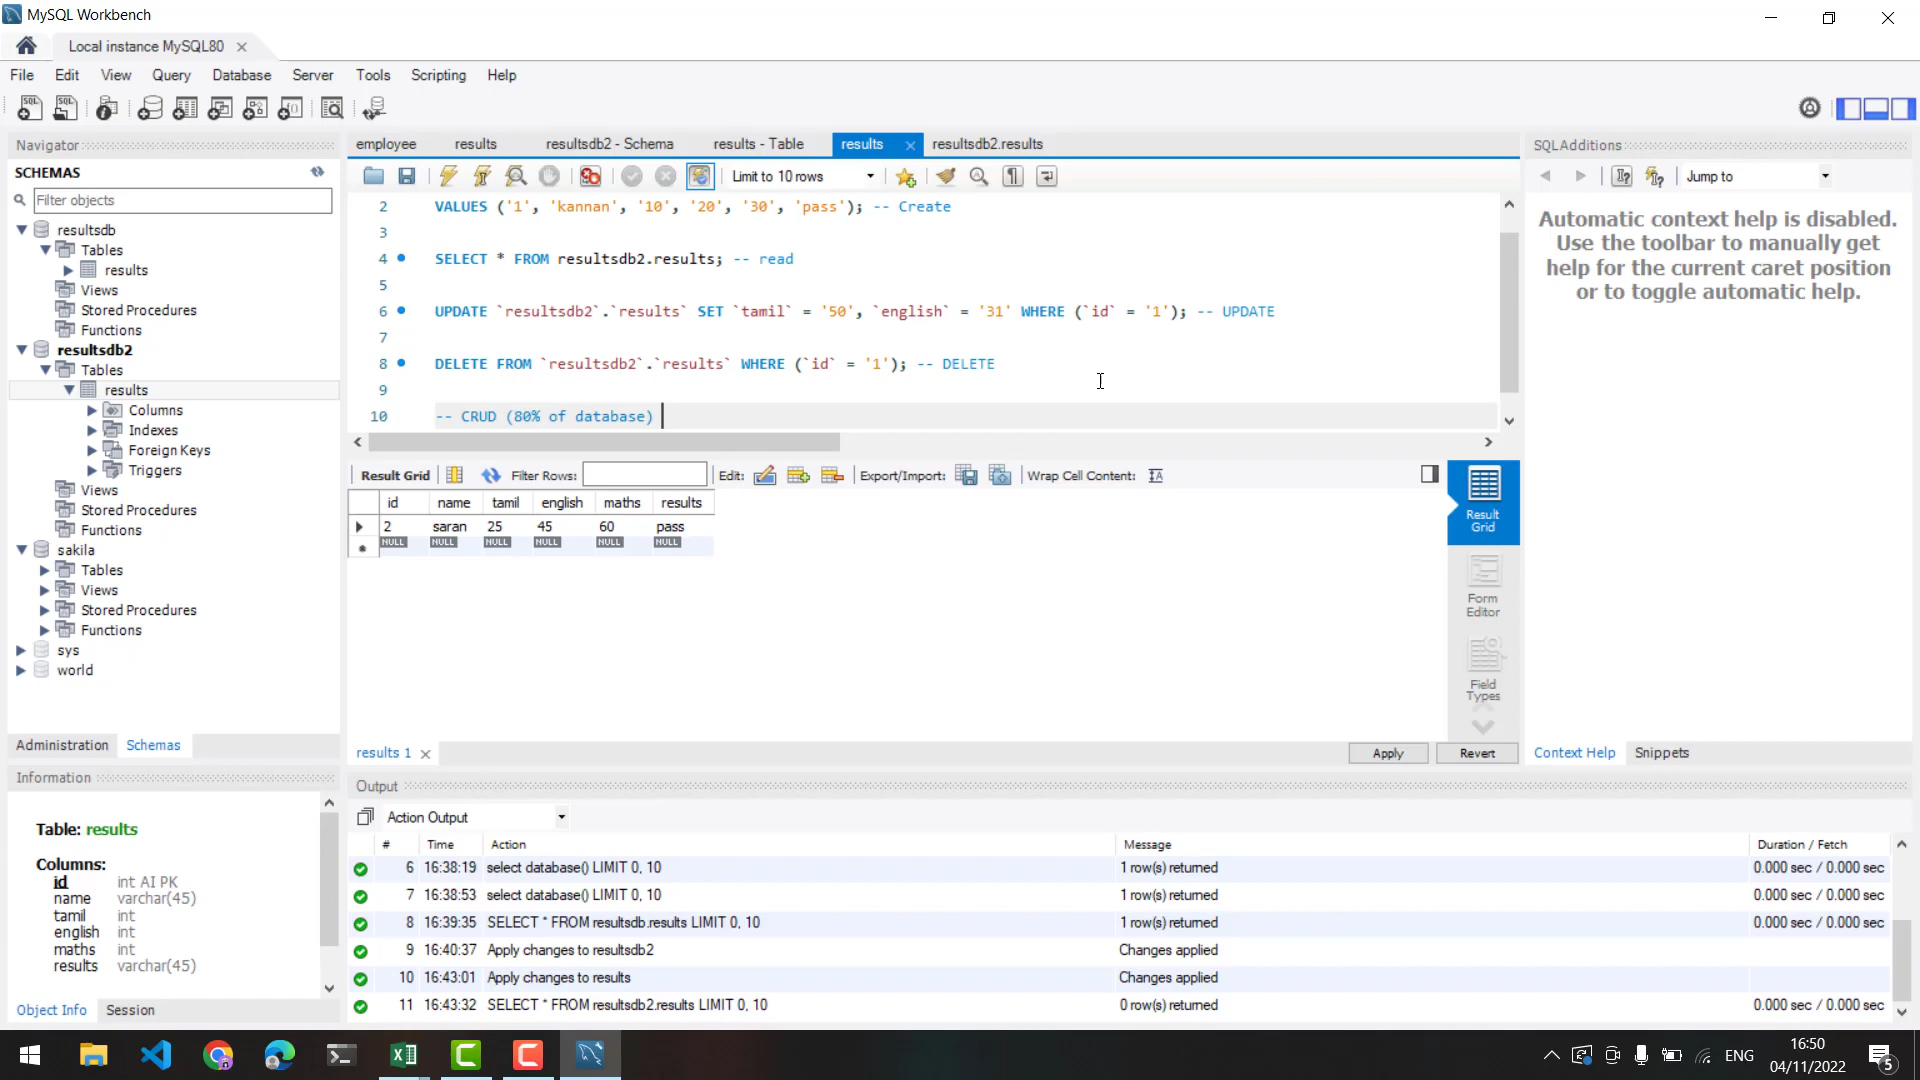 MySQL Workbench
Local instance MySQL80
File Edit View Query Database Server Tools Scripting Help
Navigator
SCHEMAS
Filter objects
resultsdb
Tables
results
Views
Stored Procedures
Functions
resultsdb2
Tables
results
Columns
Indexes
Foreign Keys
Triggers
Views
Stored Procedures
Functions
sakila
Tables
Views
Stored Procedures
Functions
sys
world
Administration Schemas
Information
Table: results
Columns:
id int AI PK
name varchar(45)
tamil int
english int
maths int
results varchar(45)
Object Info Session
employee results resultsdb2 - Schema results - Table results resultsdb2.results
Limit to 10 rows
2 VALUES ('1', 'kannan', '10', '20', '30', 'pass'); -- Create
3
4 SELECT * FROM resultsdb2.results; -- read
5
6 UPDATE `resultsdb2`.`results` SET `tamil` = '50', `english` = '31' WHERE (`id` = '1'); -- UPDATE
7
8 DELETE FROM `resultsdb2`.`results` WHERE (`id` = '1'); -- DELETE
9
10 -- CRUD (80% of database)
Result Grid Filter Rows: Edit: Export/Import: Wrap Cell Content:
id name tamil english maths results
2 saran 25 45 60 pass
NULL NULL NULL NULL NULL NULL
Result Grid
Form Editor
Field Types
results 1 Apply Revert
SQLAdditions
Jump to
Automatic context help is disabled.
Use the toolbar to manually get
help for the current caret position
or to toggle automatic help.
Context Help Snippets
Output
Action Output
# Time Action Message Duration / Fetch
6 16:38:19 select database() LIMIT 0, 10 1 row(s) returned 0.000 sec / 0.000 sec
7 16:38:53 select database() LIMIT 0, 10 1 row(s) returned 0.000 sec / 0.000 sec
8 16:39:35 SELECT * FROM resultsdb.results LIMIT 0, 10 1 row(s) returned 0.000 sec / 0.000 sec
9 16:40:37 Apply changes to resultsdb2 Changes applied
10 16:43:01 Apply changes to results Changes applied
11 16:43:32 SELECT * FROM resultsdb2.results LIMIT 0, 10 0 row(s) returned 0.000 sec / 0.000 sec
ENG
16:50
04/11/2022
5